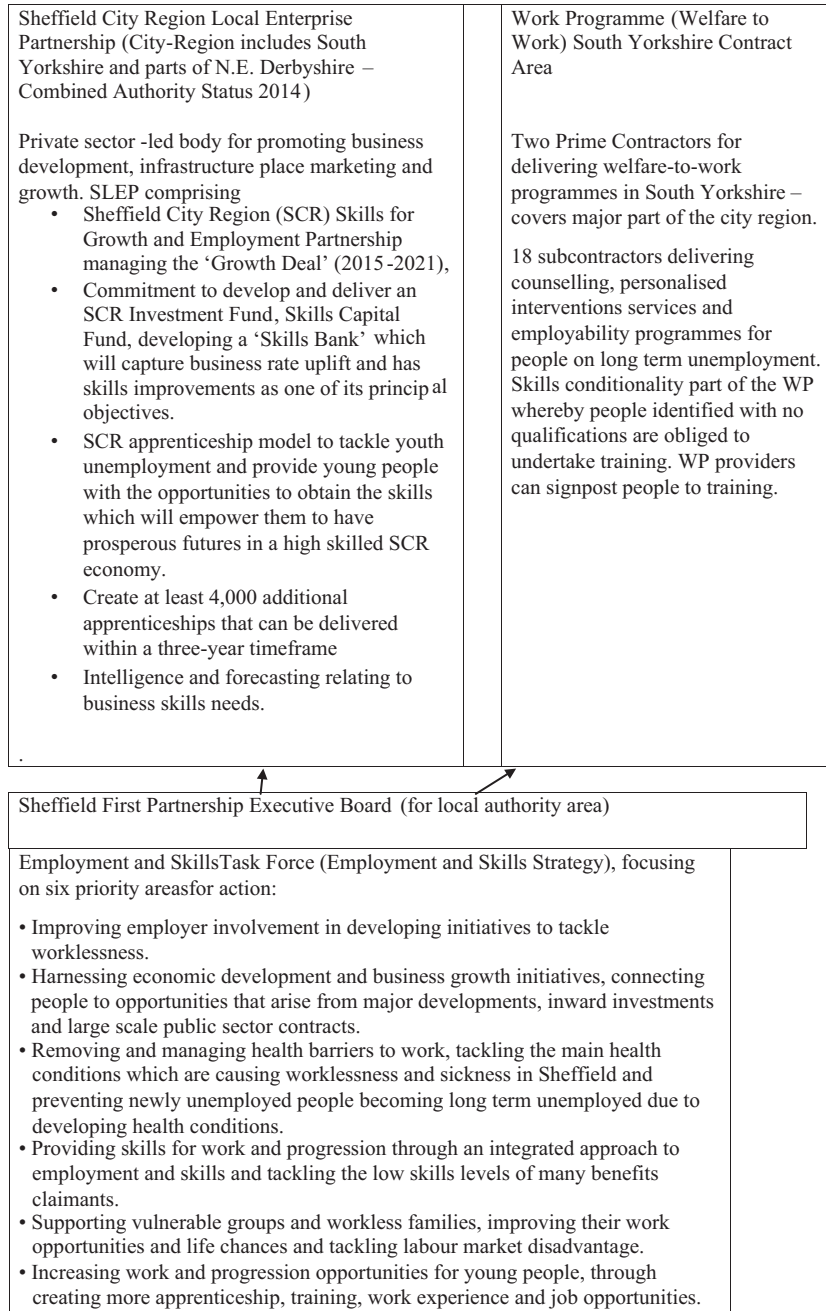 Sheffield City Region Local Enterprise
Partnership (City-Region includes South
Yorkshire and parts of N.E. Derbyshire –
Combined Authority Status 2014)
Private sector -led body for promoting business
development, infrastructure place marketing and
growth. SLEP comprising
• Sheffield City Region (SCR) Skills for
Growth and Employment Partnership
managing the ‘Growth Deal’ (2015-2021),
• Commitment to develop and deliver an
SCR Investment Fund, Skills Capital
Fund, developing a ‘Skills Bank’ which
will capture business rate uplift and has
skills improvements as one of its principal
objectives.
• SCR apprenticeship model to tackle youth
unemployment and provide young people
with the opportunities to obtain the skills
which will empower them to have
prosperous futures in a high skilled SCR
economy.
• Create at least 4,000 additional
apprenticeships that can be delivered
within a three-year timeframe
• Intelligence and forecasting relating to
business skills needs.
.
Work Programme (Welfare to
Work) South Yorkshire Contract
Area
Two Prime Contractors for
delivering welfare-to-work
programmes in South Yorkshire –
covers major part of the city region.
18 subcontractors delivering
counselling, personalised
interventions services and
employability programmes for
people on long term unemployment.
Skills conditionality part of the WP
whereby people identified with no
qualifications are obliged to
undertake training. WP providers
can signpost people to training.
Sheffield First Partnership Executive Board (for local authority area)
Employment and SkillsTask Force (Employment and Skills Strategy), focusing
on six priority areasfor action:
• Improving employer involvement in developing initiatives to tackle
worklessness.
• Harnessing economic development and business growth initiatives, connecting
people to opportunities that arise from major developments, inward investments
and large scale public sector contracts.
• Removing and managing health barriers to work, tackling the main health
conditions which are causing worklessness and sickness in Sheffield and
preventing newly unemployed people becoming long term unemployed due to
developing health conditions.
• Providing skills for work and progression through an integrated approach to
employment and skills and tackling the low skills levels of many benefits
claimants.
• Supporting vulnerable groups and workless families, improving their work
opportunities and life chances and tackling labour market disadvantage.
• Increasing work and progression opportunities for young people, through
creating more apprenticeship, training, work experience and job opportunities.